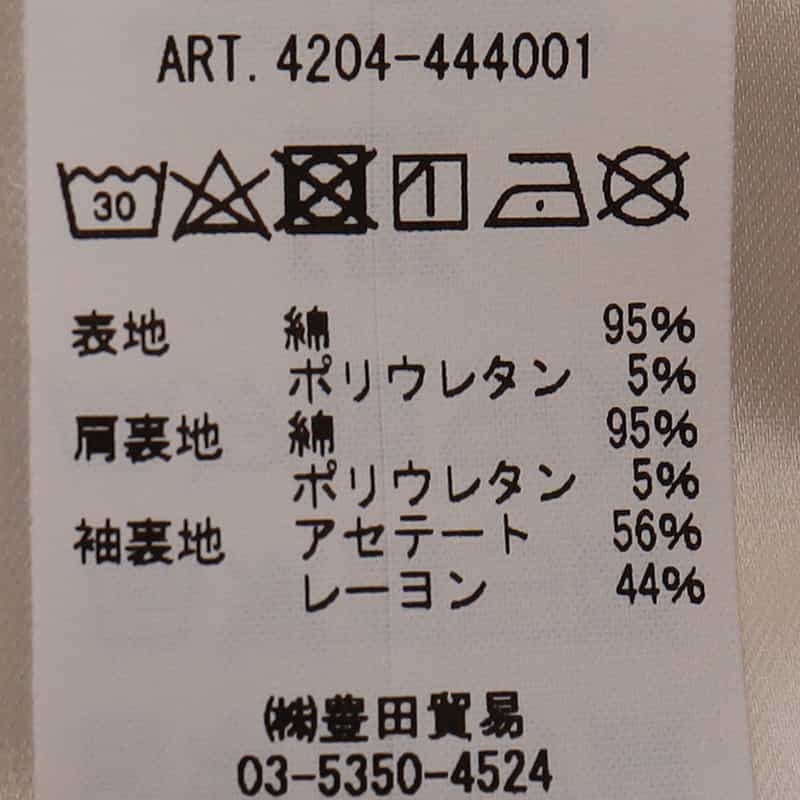 ART. 4204-444001
30
表地 綿 95%
ポリウレタン 5%
肩裏地 綿 95%
ポリウレタン 5%
袖裏地 アセテート 56%
レーヨン 44%
㈱豊田貿易
03-5350-4524